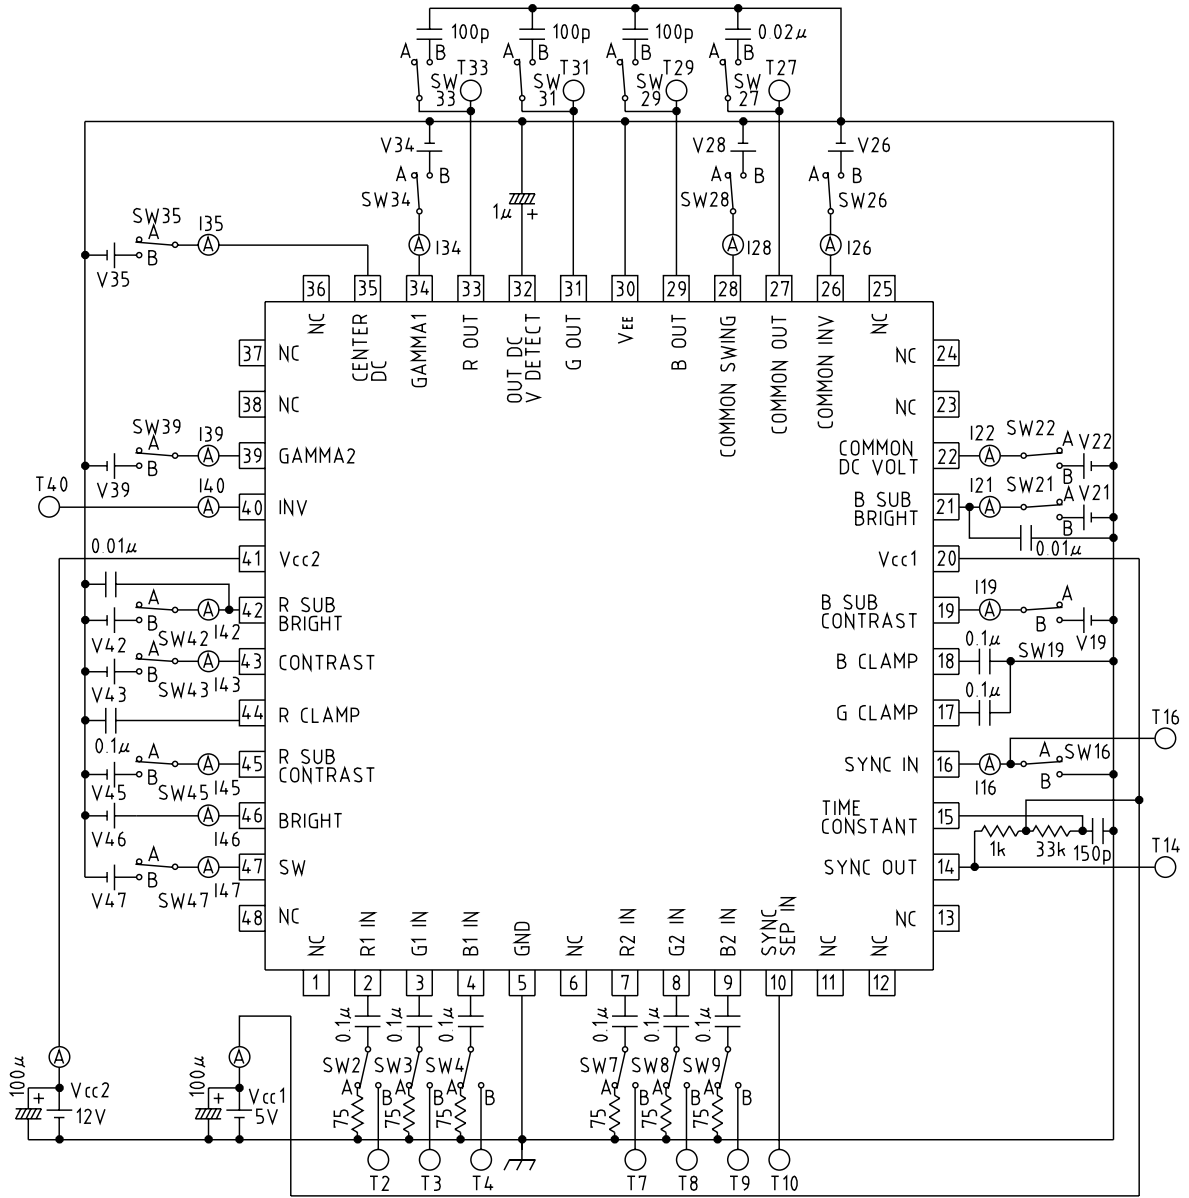 100p 100p 100p 0.02μ
A B A B A B A B
SW 33 T33 SW 31 T31 SW 29 T29 SW 27 T27
V34 V28 V26
A B A B A B
SW34 1μ + SW28 SW26
SW35 I35 A A I34 A I28 A I26
A B
V35
36 35 34 33 32 31 30 29 28 27 26 25
NC
CENTER DC
GAMMA1
R OUT
OUT DC V DETECT
G OUT
VEE
B OUT
COMMON SWING
COMMON OUT
COMMON INV
NC
37 NC
38 NC
SW39 A B I39 A V39
39 GAMMA2
T40 I40 A
40 INV
0.01μ
41 Vcc2
A B A V42 SW42 I42
42 R SUB
BRIGHT
A B A V43 SW43 I43
43 CONTRAST
0.1μ
44 R CLAMP
A B A V45 SW45 I45
45 R SUB
CONTRAST
V46 A I46
46 BRIGHT
A B A V47 SW47 I47
47 SW
48 NC
NC 24
NC 23
COMMON
DC VOLT 22
I22 A SW22 A B V22
B SUB
BRIGHT 21
I21 A SW21 A B V21
0.01μ
Vcc1 20
B SUB
CONTRAST 19
I19 A A B SW19 V19
B CLAMP 18
0.1μ
G CLAMP 17
0.1μ
T16
SYNC IN 16
A I16 A B SW16
TIME
CONSTANT 15
1k 33k 150p
SYNC OUT 14
T14
NC 13
NC
R1 IN
G1 IN
B1 IN
GND
NC
R2 IN
G2 IN
B2 IN
SYNC SEP IN
NC
NC
1 2 3 4 5 6 7 8 9 10 11 12
0.1μ 0.1μ 0.1μ 0.1μ 0.1μ 0.1μ
SW2 SW3 SW4 SW7 SW8 SW9
A B A B A B A B A B A B
75 75 75 75 75 75
A 100μ + Vcc2
12V
A 100μ + Vcc1
5V
T2 T3 T4 T7 T8 T9 T10